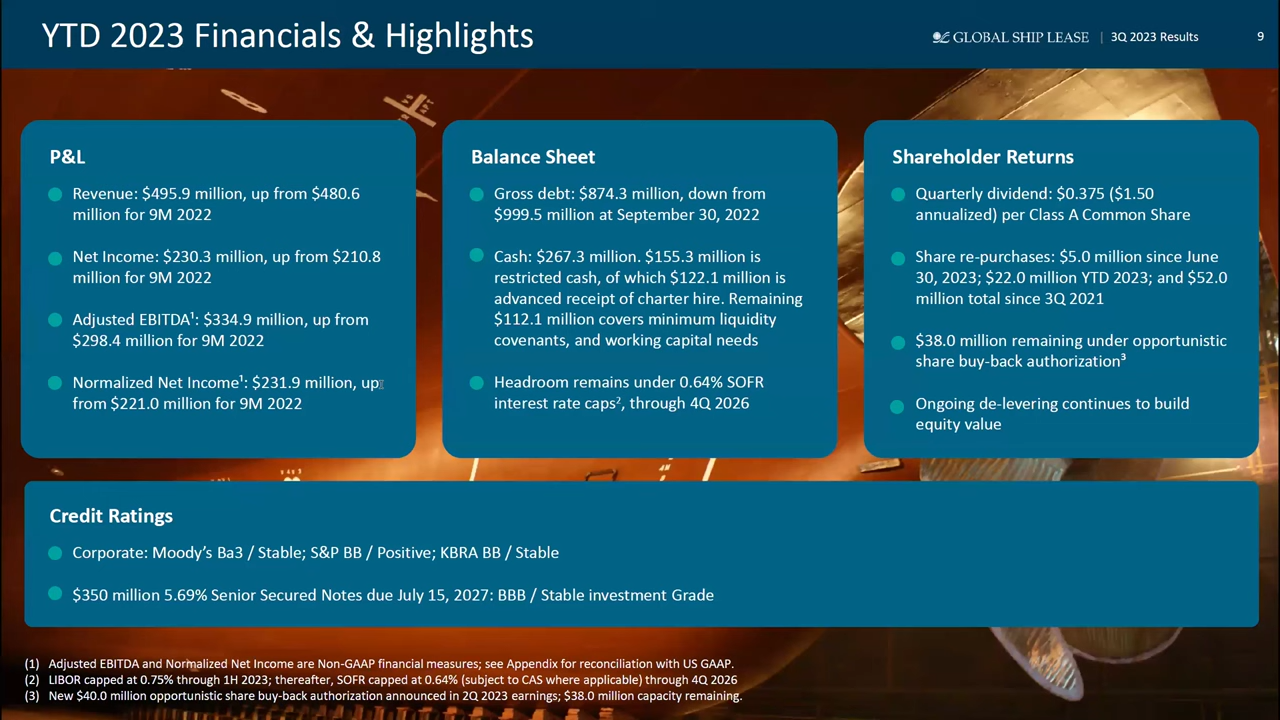 YTD 2023 Financials & Highlights
GLOBAL SHIP LEASE | 3Q 2023 Results 9
P&L
Revenue: $495.9 million, up from $480.6
million for 9M 2022
Net Income: $230.3 million, up from $210.8
million for 9M 2022
Adjusted EBITDA¹: $334.9 million, up from
$298.4 million for 9M 2022
Normalized Net Income¹: $231.9 million, up
from $221.0 million for 9M 2022
Balance Sheet
Gross debt: $874.3 million, down from
$999.5 million at September 30, 2022
Cash: $267.3 million. $155.3 million is
restricted cash, of which $122.1 million is
advanced receipt of charter hire. Remaining
$112.1 million covers minimum liquidity
covenants, and working capital needs
Headroom remains under 0.64% SOFR
interest rate caps², through 4Q 2026
Shareholder Returns
Quarterly dividend: $0.375 ($1.50
annualized) per Class A Common Share
Share re-purchases: $5.0 million since June
30, 2023; $22.0 million YTD 2023; and $52.0
million total since 3Q 2021
$38.0 million remaining under opportunistic
share buy-back authorization³
Ongoing de-levering continues to build
equity value
Credit Ratings
Corporate: Moody’s Ba3 / Stable; S&P BB / Positive; KBRA BB / Stable
$350 million 5.69% Senior Secured Notes due July 15, 2027: BBB / Stable investment Grade
(1) Adjusted EBITDA and Normalized Net Income are Non-GAAP financial measures; see Appendix for reconciliation with US GAAP.
(2) LIBOR capped at 0.75% through 1H 2023; thereafter, SOFR capped at 0.64% (subject to CAS where applicable) through 4Q 2026
(3) New $40.0 million opportunistic share buy-back authorization announced in 2Q 2023 earnings; $38.0 million capacity remaining.